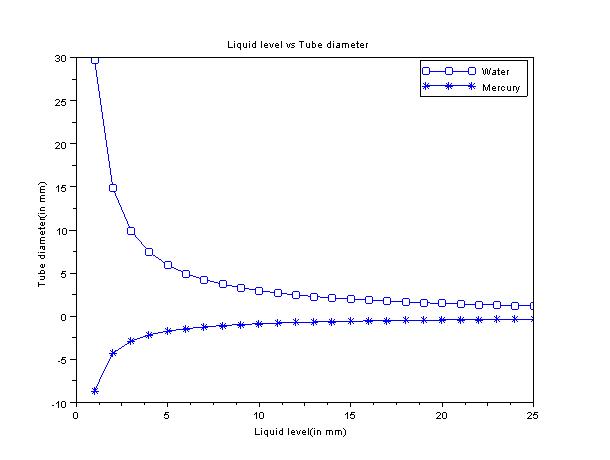 Liquid level vs Tube diameter
Water
Mercury
30
25
20
15
10
5
0
-5
-10
Tube diameter(in mm)
0 5 10 15 20 25
Liquid level(in mm)